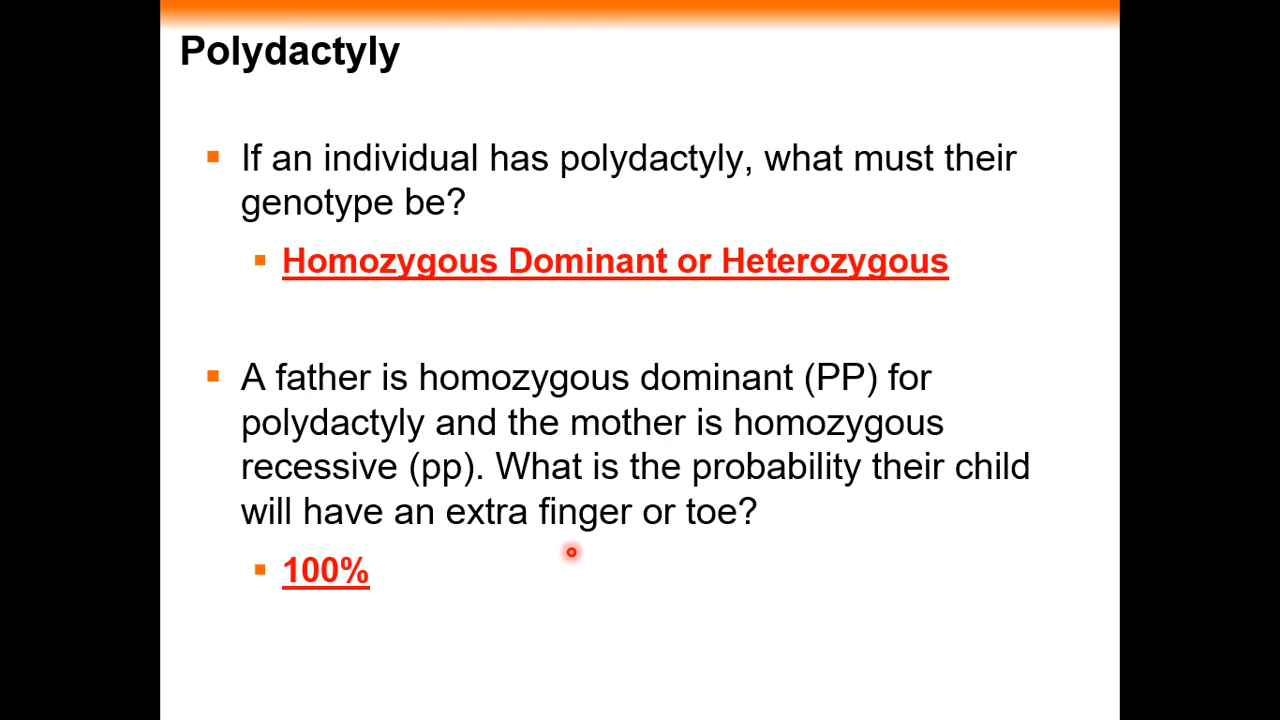 Polydactyly
If an individual has polydactyly, what must their
genotype be?
Homozygous Dominant or Heterozygous
A father is homozygous dominant (PP) for
polydactyly and the mother is homozygous
recessive (pp). What is the probability their child
will have an extra finger or toe?
100%